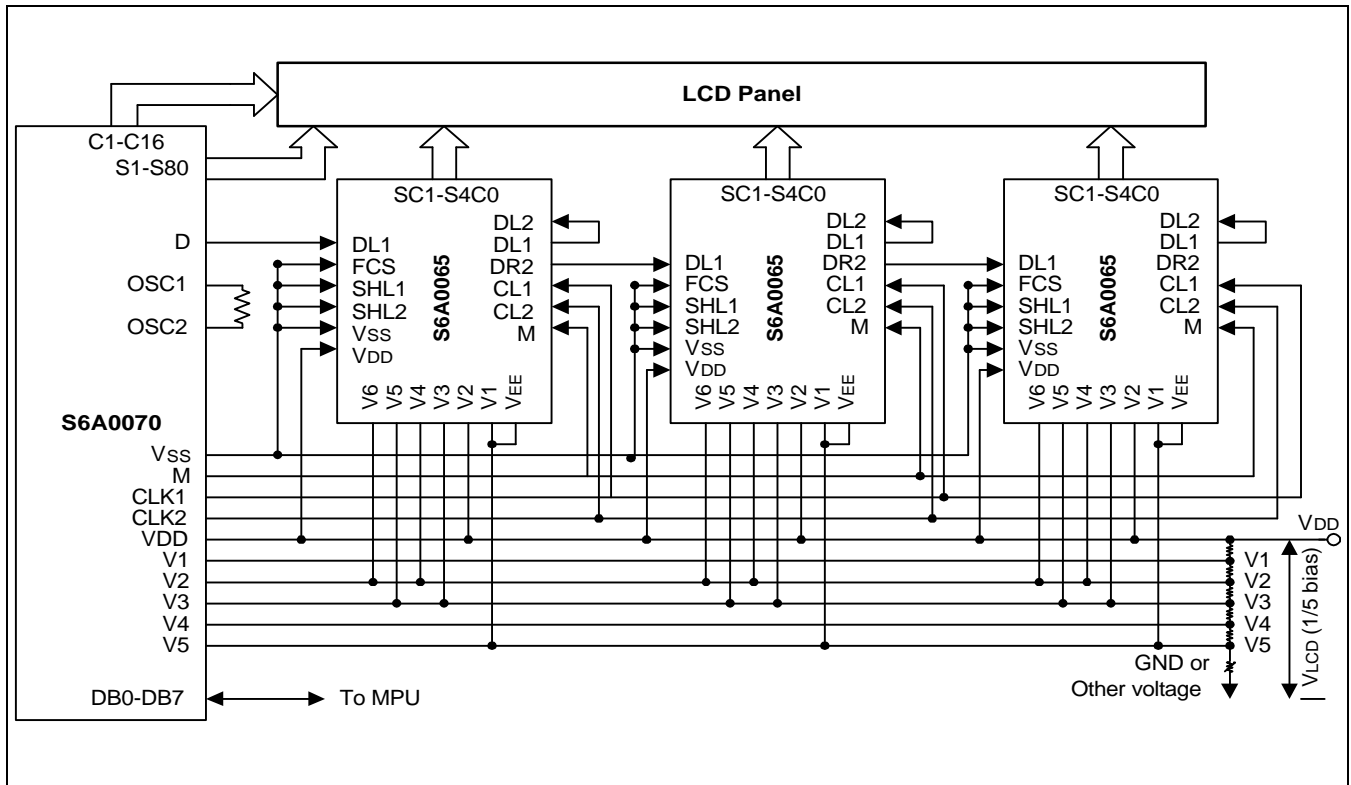 LCD Panel
C1-C16
S1-S80
D
OSC1
OSC2
S6A0070
VSS
M
CLK1
CLK2
VDD
V1
V2
V3
V4
V5
DB0-DB7
To MPU
SC1-S4C0
DL2
DL1
DR2
CL1
CL2
M
DL1
FCS
SHL1
SHL2
VSS
VDD
S6A0065
V6
V5
V4
V3
V2
V1
VEE
SC1-S4C0
DL2
DL1
DR2
CL1
CL2
M
DL1
FCS
SHL1
SHL2
VSS
VDD
S6A0065
V6
V5
V4
V3
V2
V1
VEE
SC1-S4C0
DL2
DL1
DR2
CL1
CL2
M
DL1
FCS
SHL1
SHL2
VSS
VDD
S6A0065
V6
V5
V4
V3
V2
V1
VEE
VDD
V1
V2
V3
V4
V5
VLCD (1/5 bias)
GND or
Other voltage